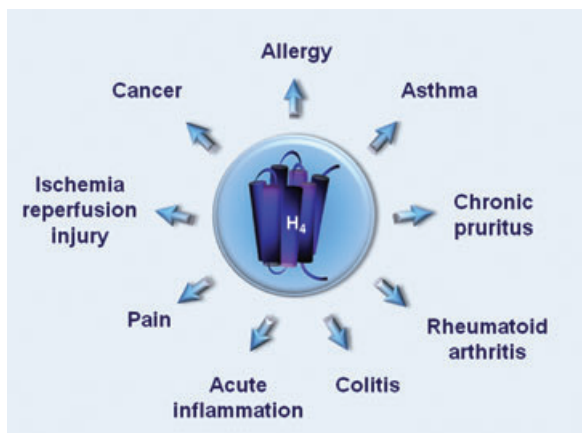 Allergy
Cancer
Asthma
Ischemia
reperfusion
injury
Chronic
pruritus
H4
Pain
Rheumatoid
arthritis
Acute
inflammation
Colitis